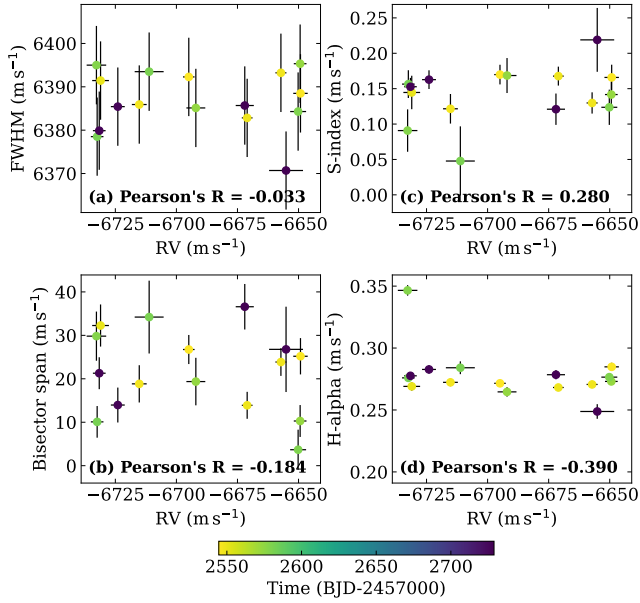 6400
6390
6380
6370
FWHM (m s⁻¹)
(a) Pearson's R = -0.033
−6725 −6700 −6675 −6650
RV (m s⁻¹)
0.25
0.20
0.15
0.10
0.05
0.00
S-index (m s⁻¹)
(c) Pearson's R = 0.280
−6725 −6700 −6675 −6650
RV (m s⁻¹)
40
30
20
10
0
Bisector span (m s⁻¹)
(b) Pearson's R = -0.184
−6725 −6700 −6675 −6650
RV (m s⁻¹)
0.35
0.30
0.25
0.20
H-alpha (m s⁻¹)
(d) Pearson's R = -0.390
−6725 −6700 −6675 −6650
RV (m s⁻¹)
2550 2600 2650 2700
Time (BJD-2457000)